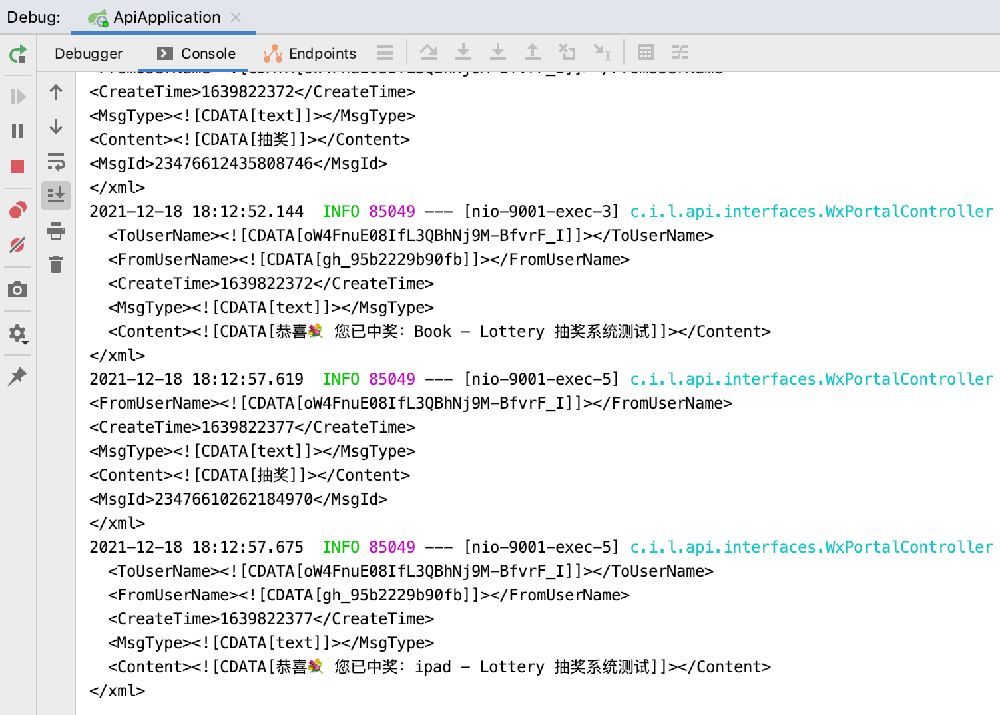 Debug: ApiApplication
Debugger Console Endpoints
<CreateTime>1639822372</CreateTime>
<MsgType><![CDATA[text]]></MsgType>
<Content><![CDATA[抽奖]]></Content>
<MsgId>23476612435808746</MsgId>
</xml>
2021-12-18 18:12:52.144  INFO 85049 --- [nio-9001-exec-3] c.i.l.api.interfaces.WxPortalController
<ToUserName><![CDATA[oW4FnuE08IfL3QBhNj9M-BfvrF_I]]></ToUserName>
<FromUserName><![CDATA[gh_95b2229b90fb]]></FromUserName>
<CreateTime>1639822372</CreateTime>
<MsgType><![CDATA[text]]></MsgType>
<Content><![CDATA[恭喜💐 您已中奖：Book - Lottery 抽奖系统测试]]></Content>
</xml>
2021-12-18 18:12:57.619  INFO 85049 --- [nio-9001-exec-5] c.i.l.api.interfaces.WxPortalController
<FromUserName><![CDATA[oW4FnuE08IfL3QBhNj9M-BfvrF_I]]></FromUserName>
<CreateTime>1639822377</CreateTime>
<MsgType><![CDATA[text]]></MsgType>
<Content><![CDATA[抽奖]]></Content>
<MsgId>23476610262184970</MsgId>
</xml>
2021-12-18 18:12:57.675  INFO 85049 --- [nio-9001-exec-5] c.i.l.api.interfaces.WxPortalController
<ToUserName><![CDATA[oW4FnuE08IfL3QBhNj9M-BfvrF_I]]></ToUserName>
<FromUserName><![CDATA[gh_95b2229b90fb]]></FromUserName>
<CreateTime>1639822377</CreateTime>
<MsgType><![CDATA[text]]></MsgType>
<Content><![CDATA[恭喜💐 您已中奖：ipad - Lottery 抽奖系统测试]]></Content>
</xml>